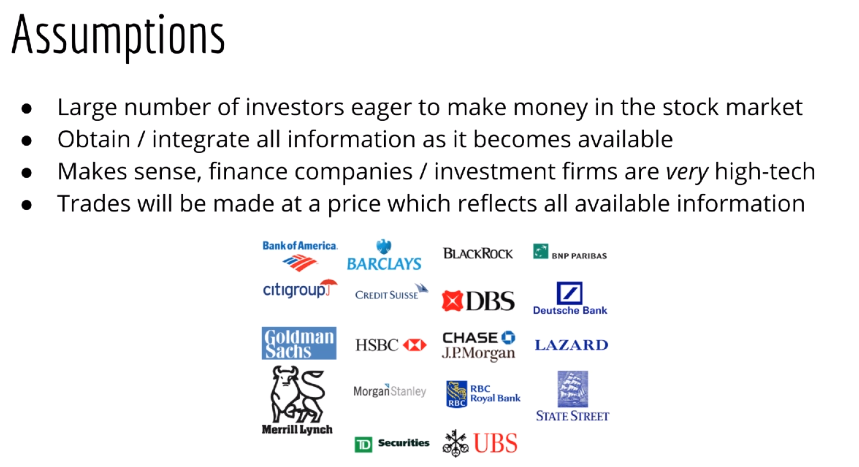 Assumptions
● Large number of investors eager to make money in the stock market
● Obtain / integrate all information as it becomes available
● Makes sense, finance companies / investment firms are very high-tech
● Trades will be made at a price which reflects all available information
Bank of America.
BARCLAYS
BLACKROCK
BNP PARIBAS
citigroup
CREDIT SUISSE
DBS
Deutsche Bank
Goldman
Sachs
HSBC
CHASE
J.P.Morgan
LAZARD
Merrill Lynch
MorganStanley
RBC
RBC
Royal Bank
STATE STREET
TD Securities
UBS